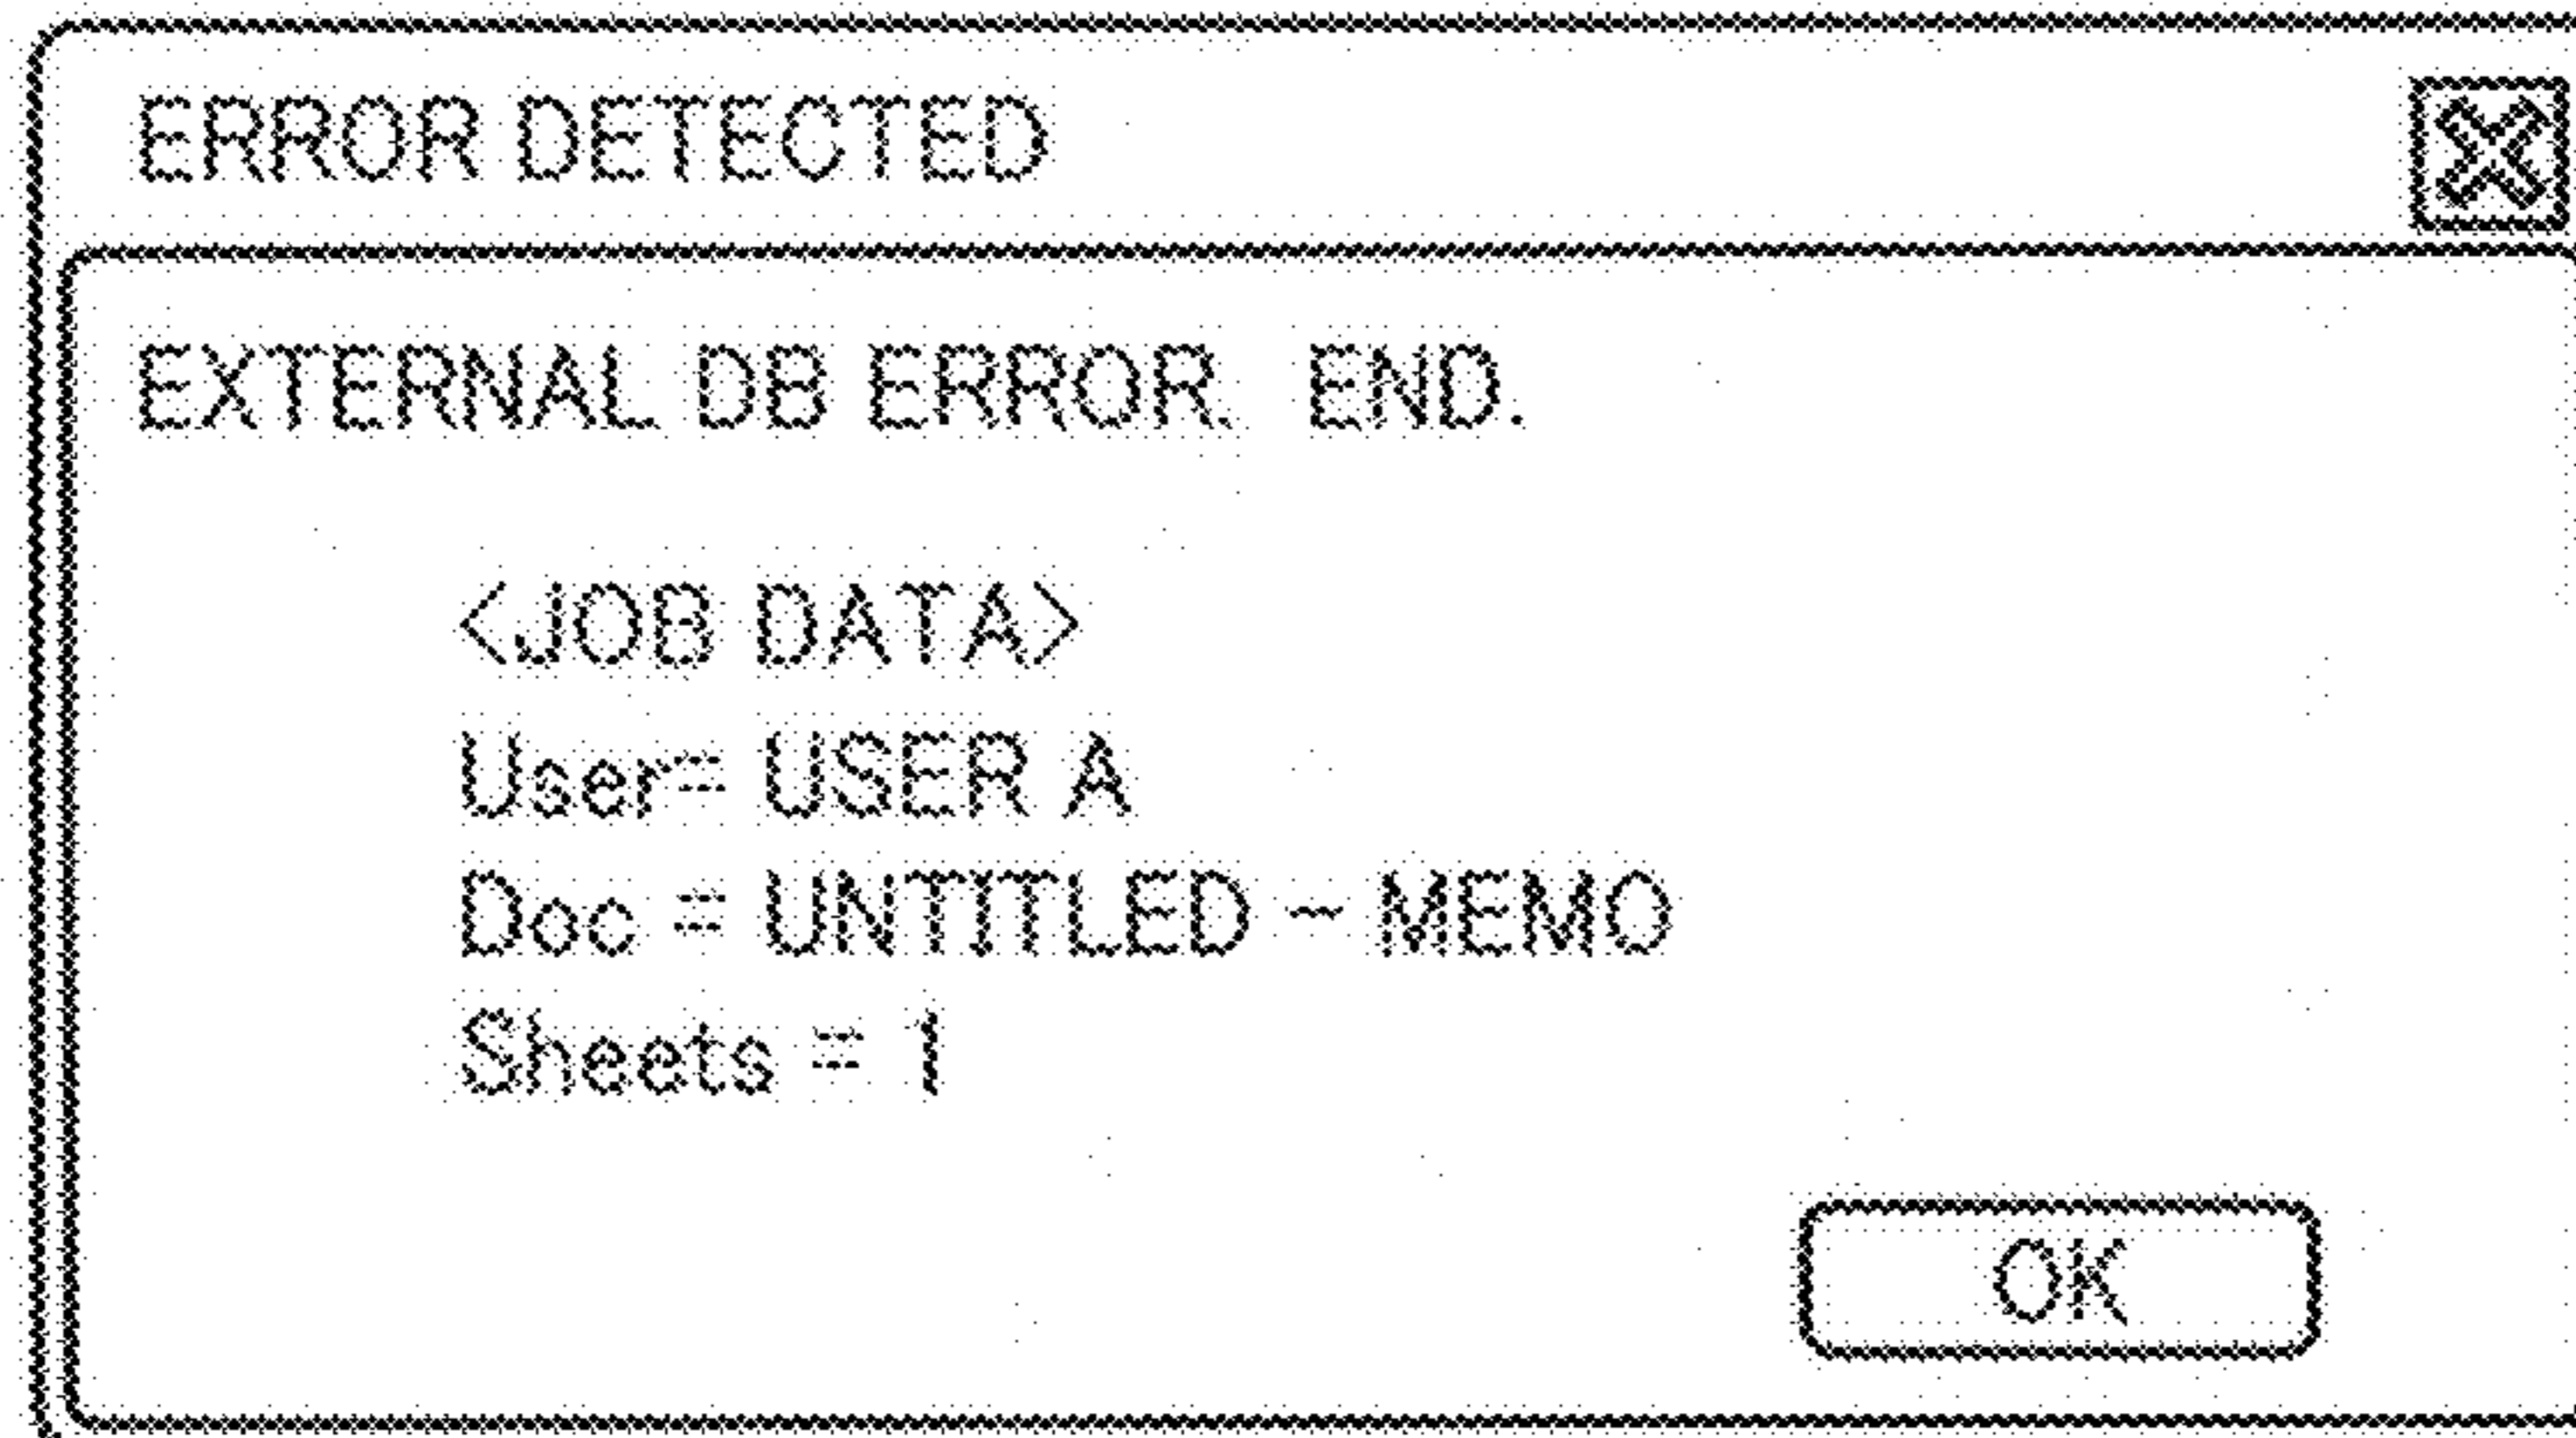 ERROR DETECTED
EXTERNAL DB ERROR. END.
<JOB DATA>
User= USER A
Doc = UNTITLED - MEMO
Sheets = 1
OK